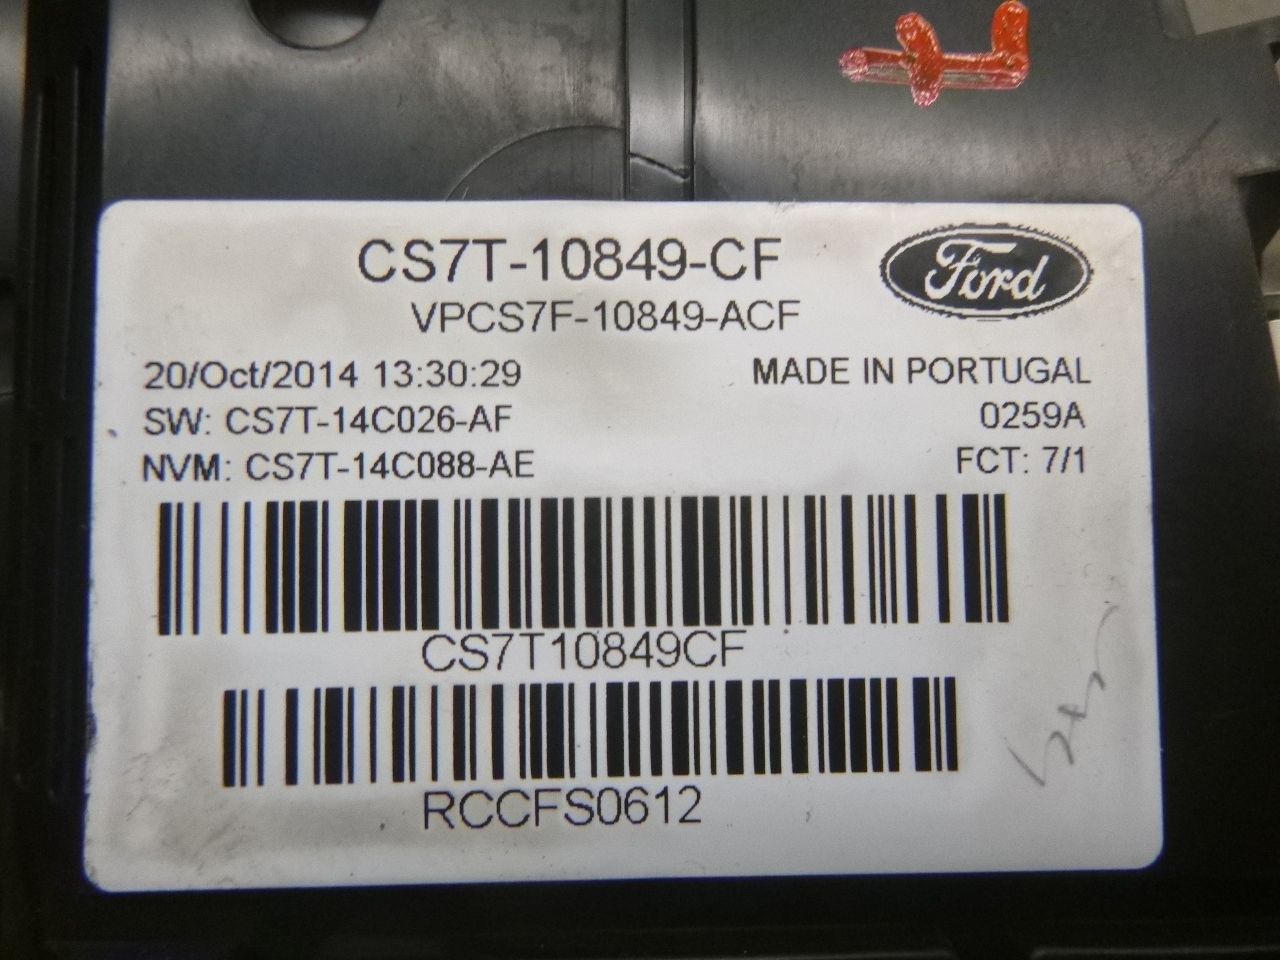 CS7T-10849-CF
Ford
VPCS7F-10849-ACF
20/Oct/2014 13:30:29
MADE IN PORTUGAL
SW: CS7T-14C026-AF
0259A
NVM: CS7T-14C088-AE
FCT: 7/1
CS7T10849CF
RCCFS0612